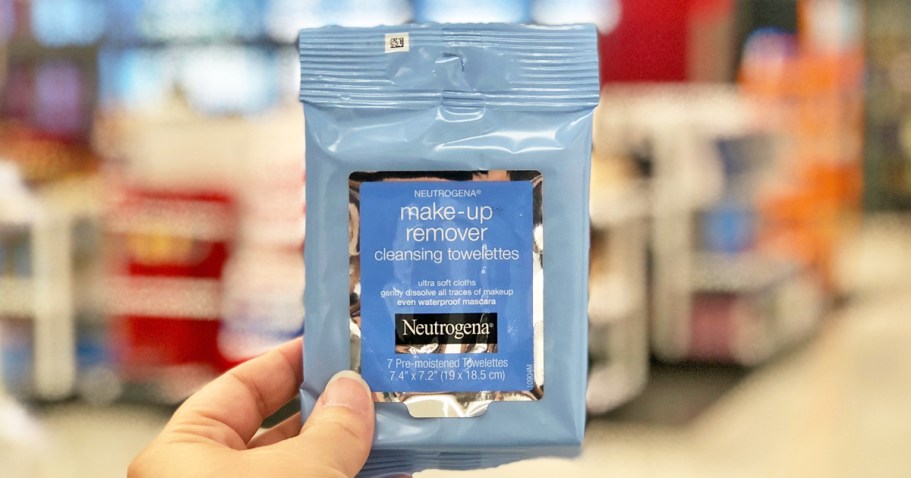 NEUTROGENA®
make-up
remover
cleansing towelettes
ultra soft cloths
gently dissolve all traces of makeup
even waterproof mascara
Neutrogena®
7 Pre-moistened Towelettes
7.4" x 7.2" (19 x 18.5 cm)